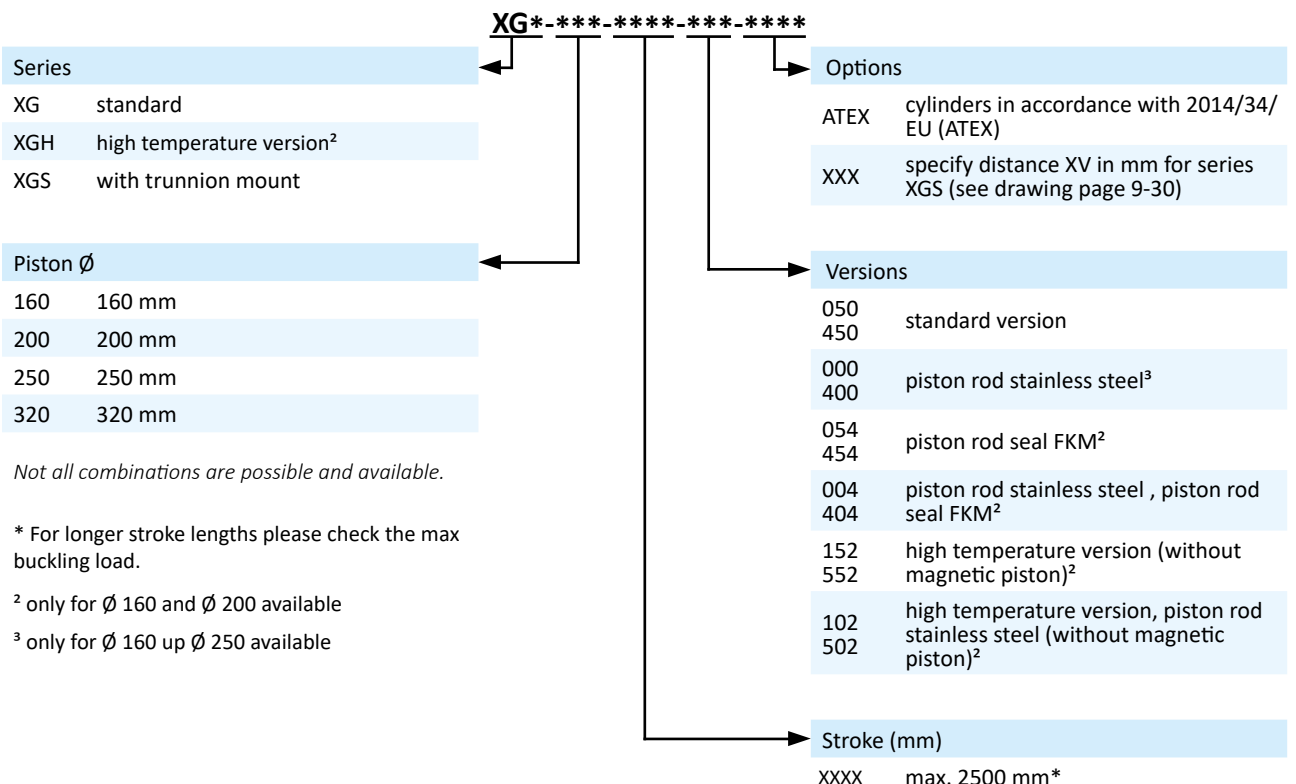 XG*-***-****-***-****
Series
XG standard
XGH high temperature version²
XGS with trunnion mount
Piston Ø
160 160 mm
200 200 mm
250 250 mm
320 320 mm
Not all combinations are possible and available.
* For longer stroke lengths please check the max
buckling load.
² only for Ø 160 and Ø 200 available
³ only for Ø 160 up Ø 250 available
Options
ATEX cylinders in accordance with 2014/34/
EU (ATEX)
XXX specify distance XV in mm for series
XGS (see drawing page 9-30)
Versions
050
450 standard version
000
400 piston rod stainless steel³
054
454 piston rod seal FKM²
004 piston rod stainless steel , piston rod
404 seal FKM²
152 high temperature version (without
552 magnetic piston)²
102
502 high temperature version, piston rod
stainless steel (without magnetic
piston)²
Stroke (mm)
XXXX max. 2500 mm*